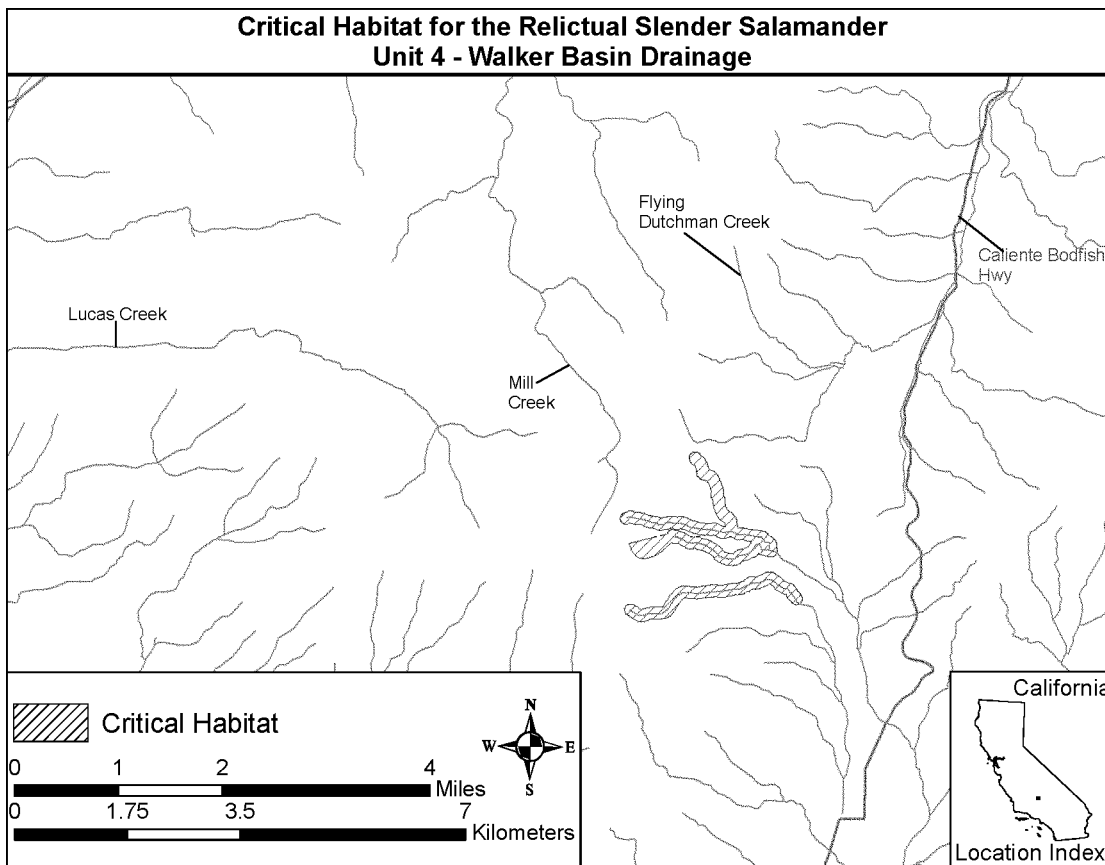 Critical Habitat for the Relictual Slender Salamander
Unit 4 - Walker Basin Drainage
Flying
Dutchman Creek
Caliente Bodfish
Hwy
Lucas Creek
Mill
Creek
Critical Habitat
N
W
E
S
0 1 2 4
Miles
0 1.75 3.5 7
Kilometers
California
Location Index